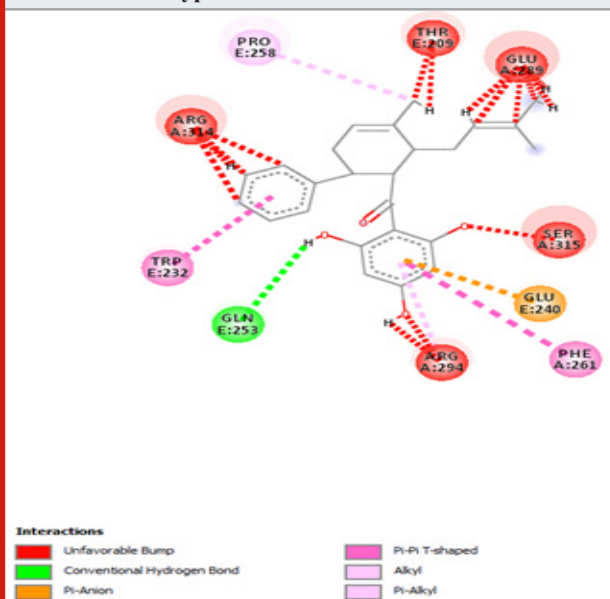 PRO
E:258
THR
E:209
GLU
A:289
H
H
H
H
ARG
A:314
H
TRP
E:232
O
H
O
O
SER
A:315
GLN
E:253
GLU
E:240
O
H
ARG
A:294
PHE
A:261
Interactions
Unfavorable Bump
Conventional Hydrogen Bond
Pi-Anion
Pi-Pi T-shaped
Alkyl
Pi-Alkyl